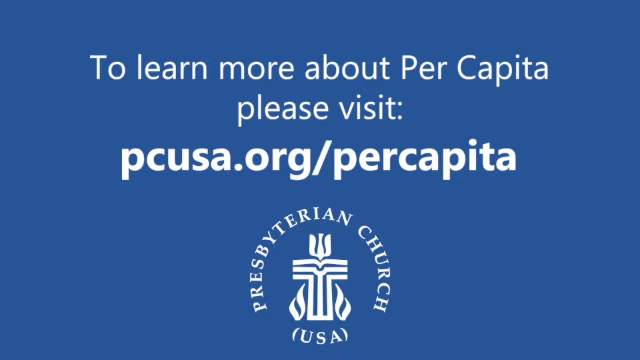 To learn more about Per Capita
please visit:
pcusa.org/percapita
PRESBYTERIAN CHURCH
(USA)